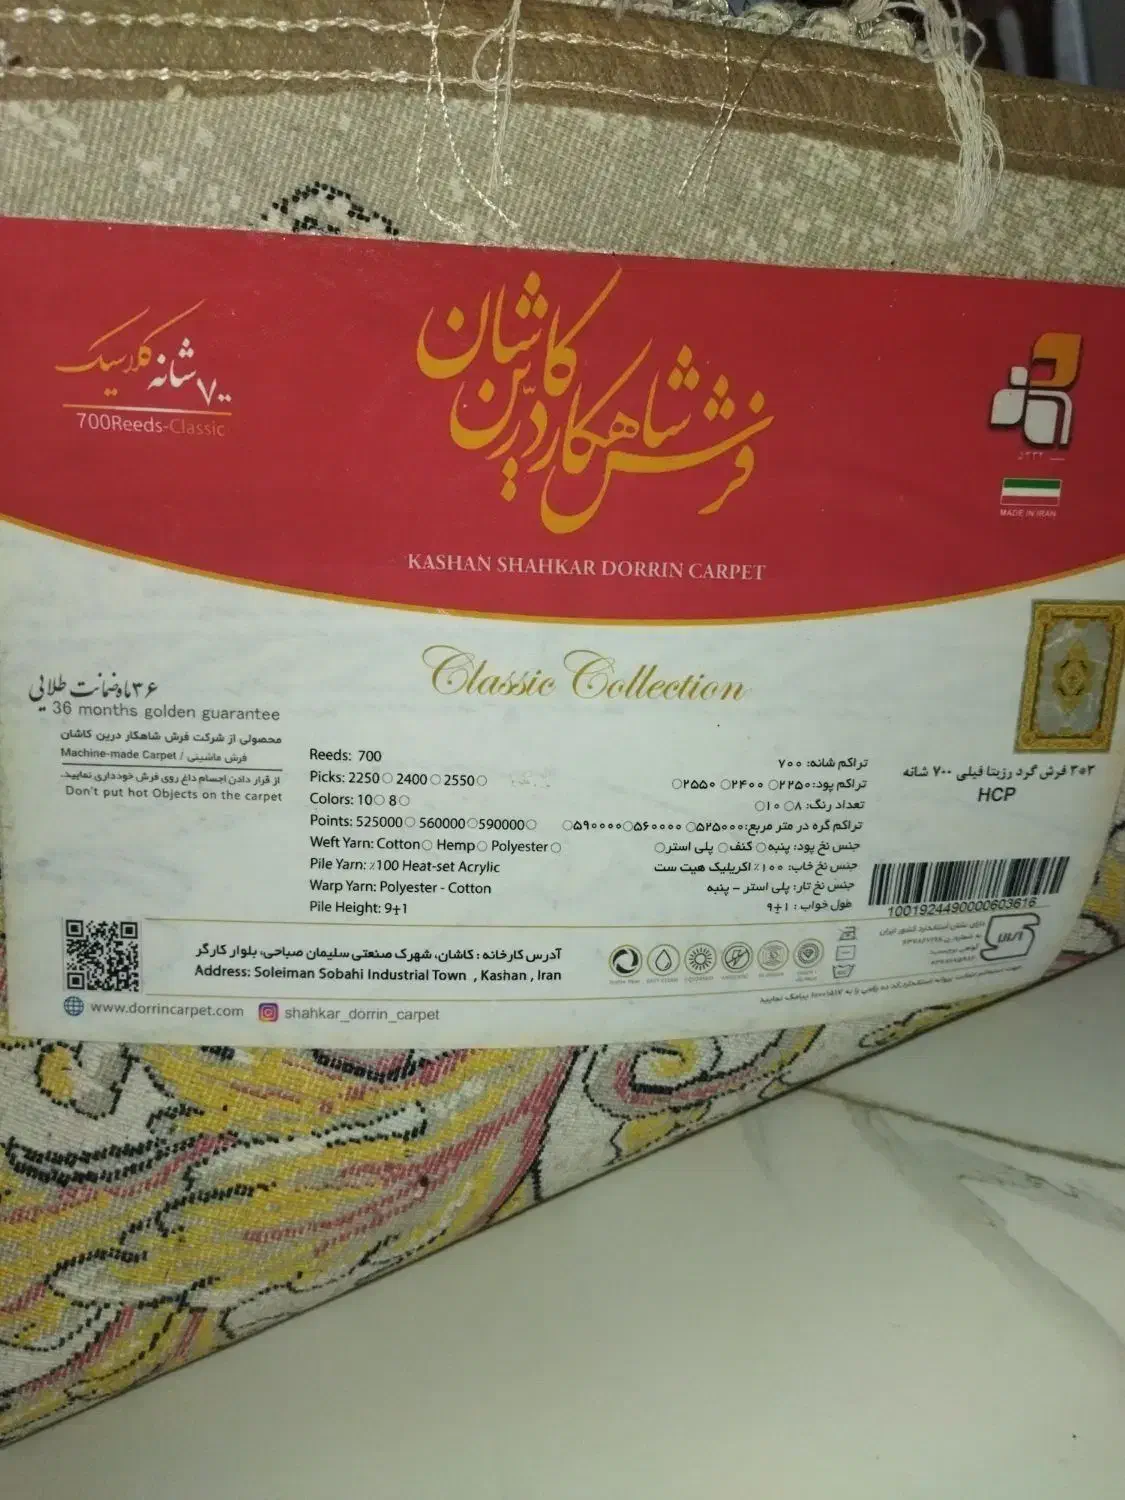 ۷۰۰ شانه کلاسیک
700Reeds-Classic
فرش شاهکار درین کاشان
KASHAN SHAHKAR DORRIN CARPET
MADE IN IRAN
Classic Collection
۳۶ ماه ضمانت طلایی
36 months golden guarantee
محصولی از شرکت فرش شاهکار درین کاشان
Machine-made Carpet / فرش ماشینی
از قرار دادن اجسام داغ روی فرش خودداری نمایید.
Don't put hot Objects on the carpet
Reeds: 700
Picks: 2250○ 2400○ 2550○
Colors: 10○ 8○
Points: 525000○ 560000○590000○
Weft Yarn: Cotton○ Hemp○ Polyester○
Pile Yarn: ٪100 Heat-set Acrylic
Warp Yarn: Polyester - Cotton
Pile Height: 9±1
تراکم شانه: ۷۰۰
تراکم پود: ۲۲۵۰○ ۲۴۰۰○ ۲۵۵۰○
تعداد رنگ: ۸○ ۱۰○
تراکم گره در متر مربع: ۵۲۵۰۰۰○ ۵۶۰۰۰۰○ ۵۹۰۰۰۰○
جنس نخ پود: پنبه○ کنف○ پلی استر○
جنس نخ خاب: ۱۰۰٪ اکریلیک هیت ست
جنس نخ تار: پلی استر - پنبه
طول خواب: ۹±۱
۳*۳ فرش گرد رزیتا فیلی ۷۰۰ شانه
HCP
1001924490000603616
دارای نشان استاندارد کشور ایران
آدرس کارخانه: کاشان، شهرک صنعتی سلیمان صباحی، بلوار کارگر
Address: Soleiman Sobahi Industrial Town , Kashan , Iran
www.dorrincarpet.com
shahkar_dorrin_carpet